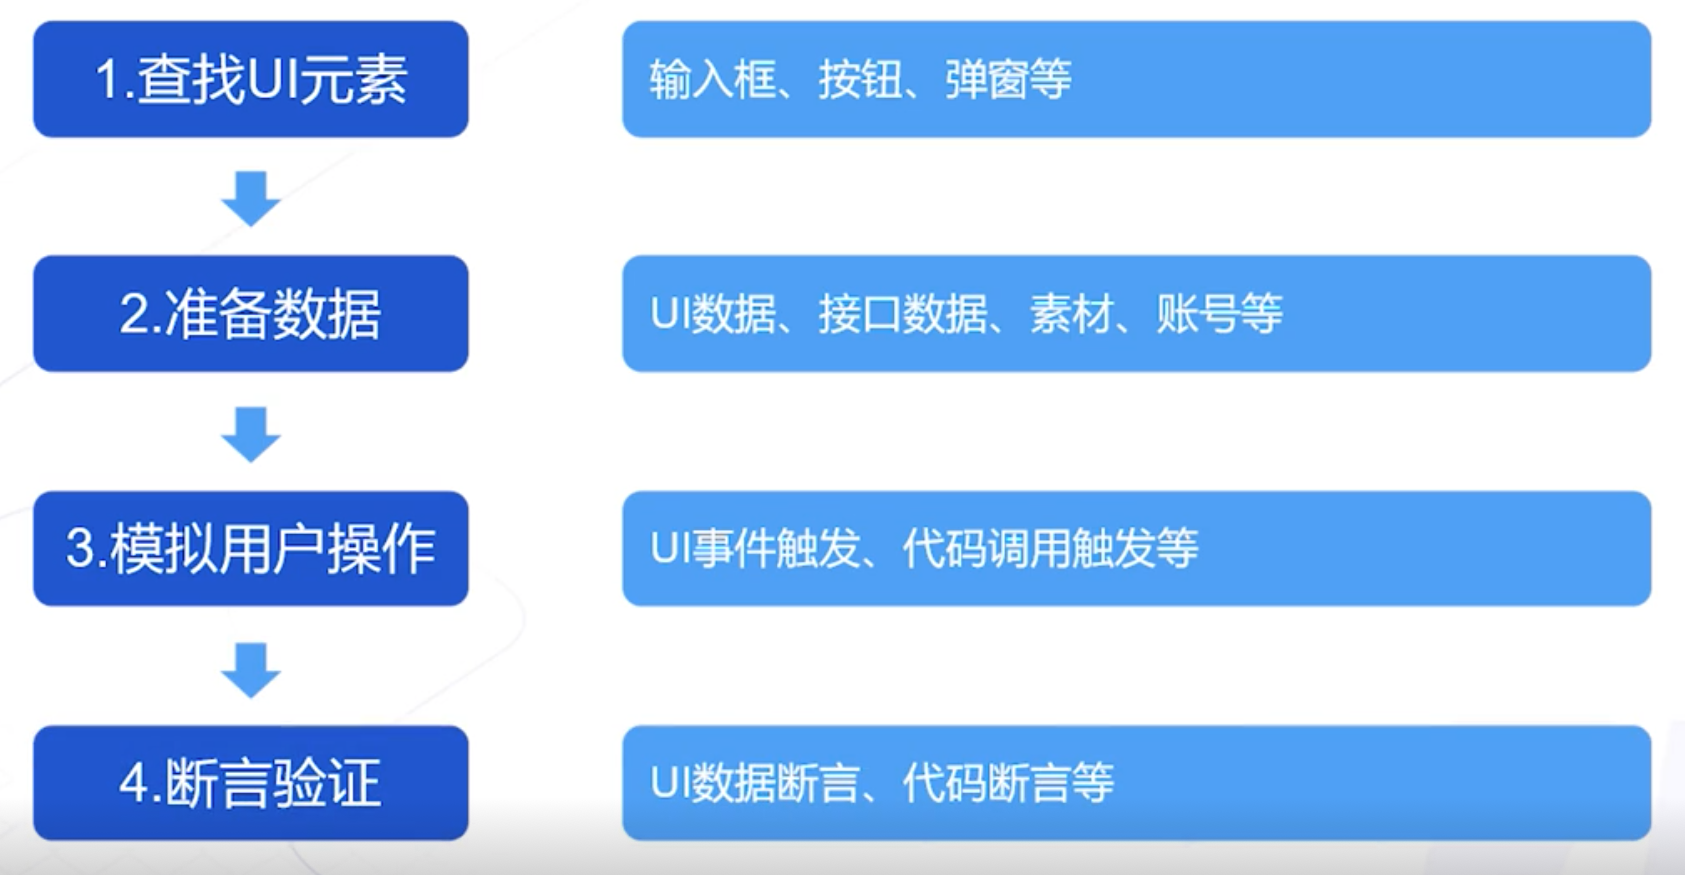 1.查找UI元素
输入框、按钮、弹窗等
2.准备数据
UI数据、接口数据、素材、账号等
3.模拟用户操作
UI事件触发、代码调用触发等
4.断言验证
UI数据断言、代码断言等